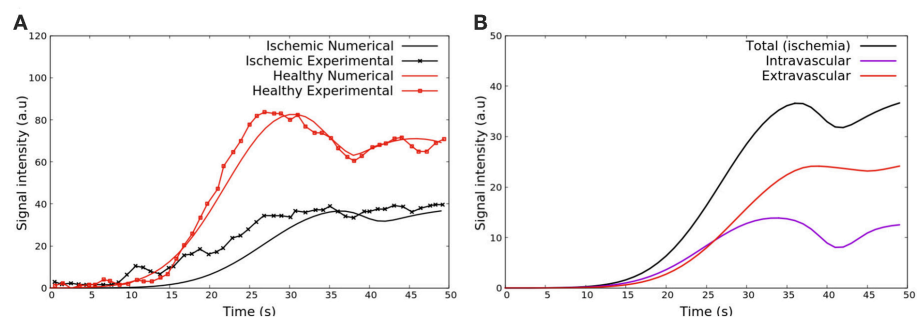 A
Signal intensity (a.u)
120
100
80
60
40
20
0
0 5 10 15 20 25 30 35 40 45 50
Time (s)
Ischemic Numerical
Ischemic Experimental
Healthy Numerical
Healthy Experimental
B
Signal intensity (a.u)
50
40
30
20
10
0
0 5 10 15 20 25 30 35 40 45 50
Time (s)
Total (ischemia)
Intravascular
Extravascular